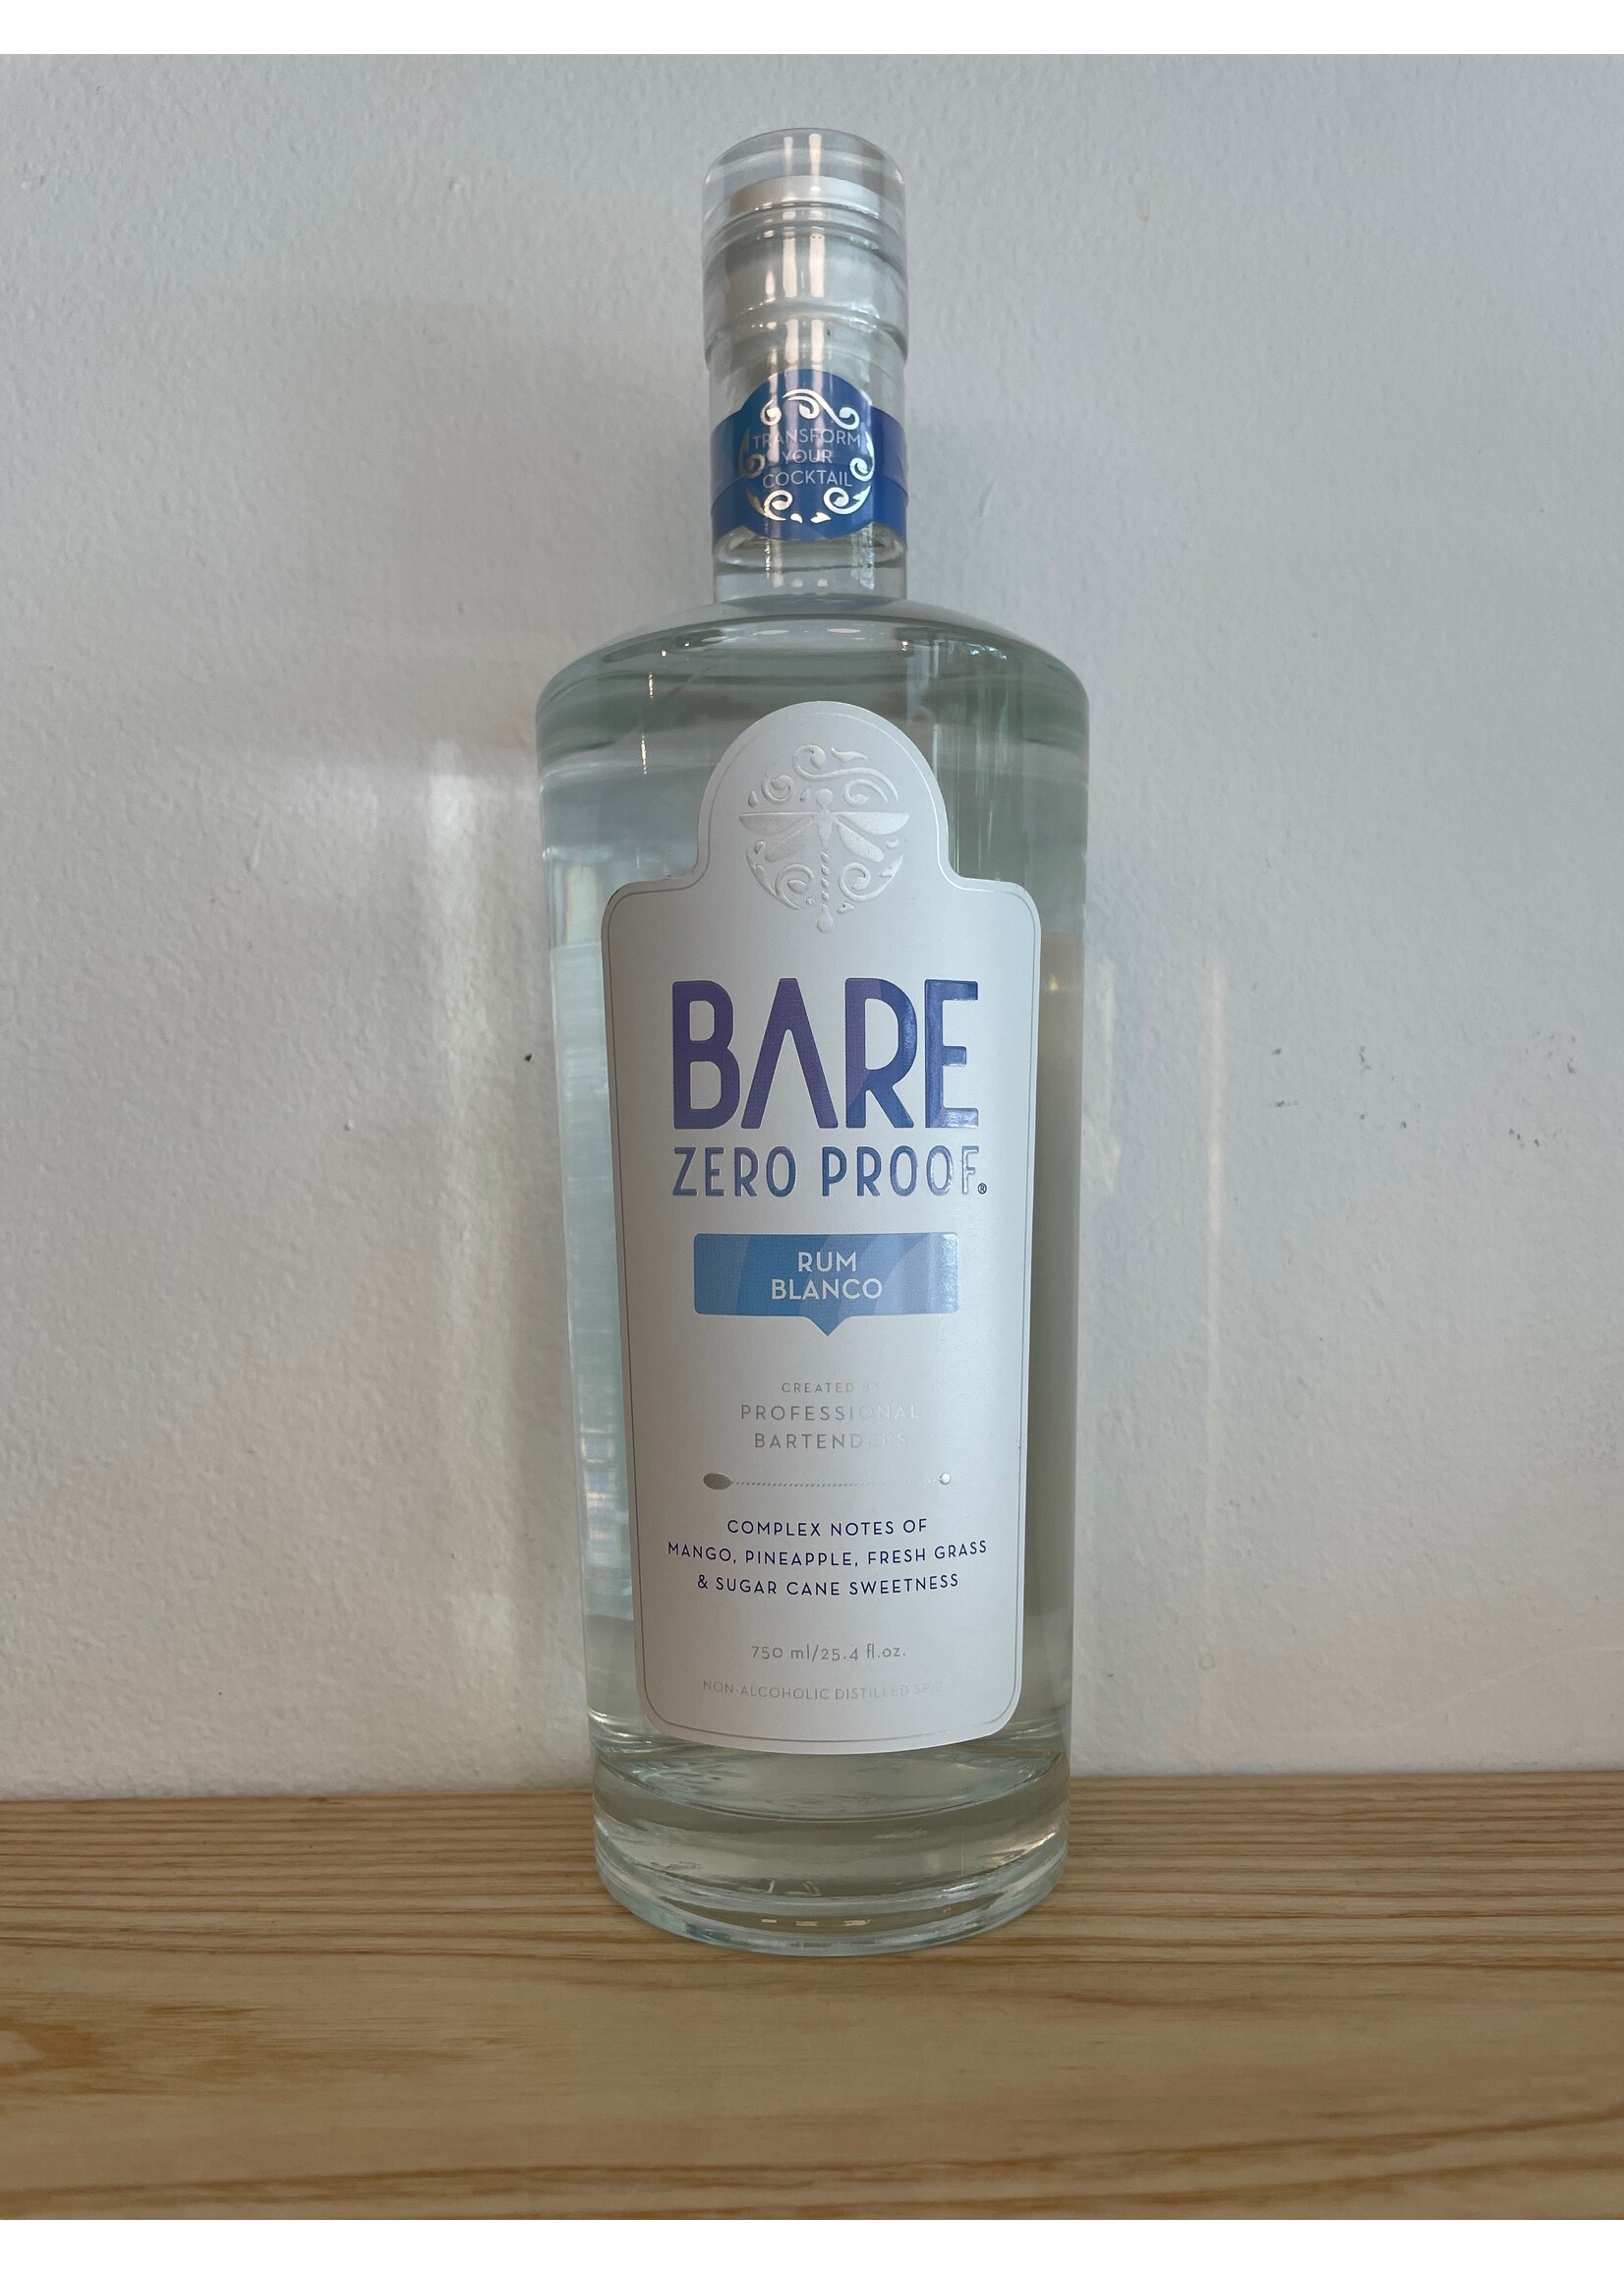 TRANSFORM
YOUR
COCKTAIL
BARE
ZERO PROOF®
RUM
BLANCO
CREATED BY
PROFESSIONAL
BARTENDERS
COMPLEX NOTES OF
MANGO, PINEAPPLE, FRESH GRASS
& SUGAR CANE SWEETNESS
750 ml/25.4 fl.oz.
NON-ALCOHOLIC DISTILLED